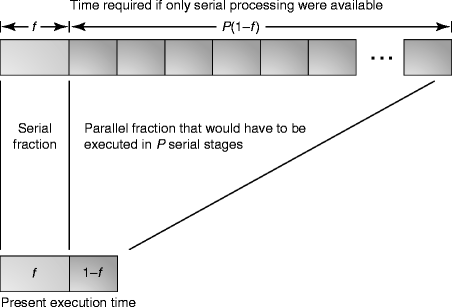 Time required if only serial processing were available
f
P(1–f)
...
Serial
fraction
Parallel fraction that would have to be
executed in P serial stages
f
1–f
Present execution time